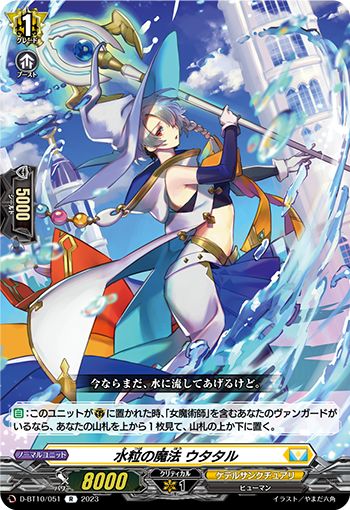 1
グレード
ブースト
5000
シールド
今ならまだ、水に流してあげるけど。
自:このユニットがRに置かれた時、「女魔術師」を含むあなたのヴァンガードが
いるなら、あなたの山札を上から1枚見て、山札の上か下に置く。
ノーマルユニット
水粒の魔法 ウタタル
パワー 8000
クリティカル
1
ケテルサンクチュアリ
ヒューマン
D-BT10/051 R 2023
イラスト/やまだ六角